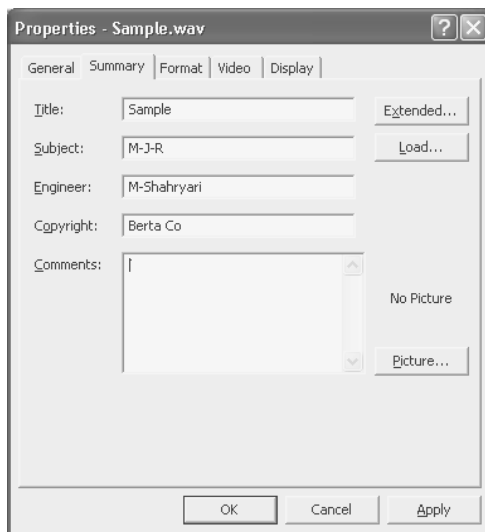 Properties - Sample.wav
General Summary Format Video Display
Title: Sample Extended...
Subject: M-J-R Load...
Engineer: M-Shahryari
Copyright: Berta Co
Comments:
No Picture
Picture...
OK Cancel Apply